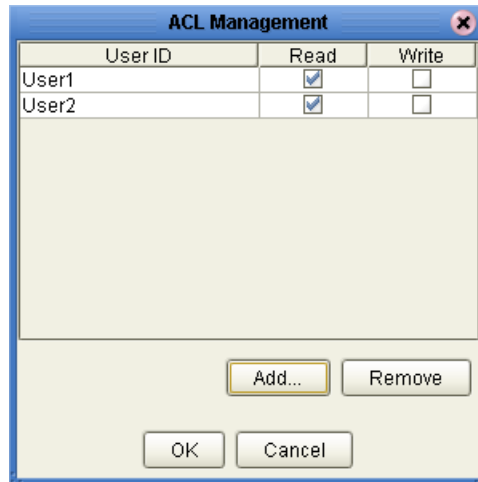 ACL Management
User ID Read Write
User1
User2
Add... Remove
OK Cancel